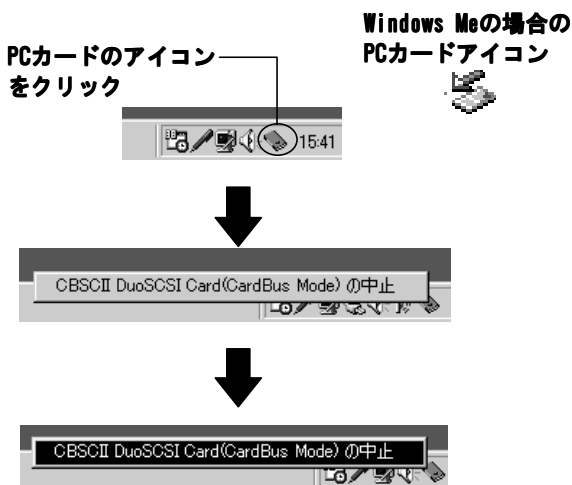 Windows Meの場合の
PCカードアイコン
PCカードのアイコン
をクリック
15:41
CBSCII DuoSCSI Card(CardBus Mode) の中止
CBSCII DuoSCSI Card(CardBus Mode) の中止